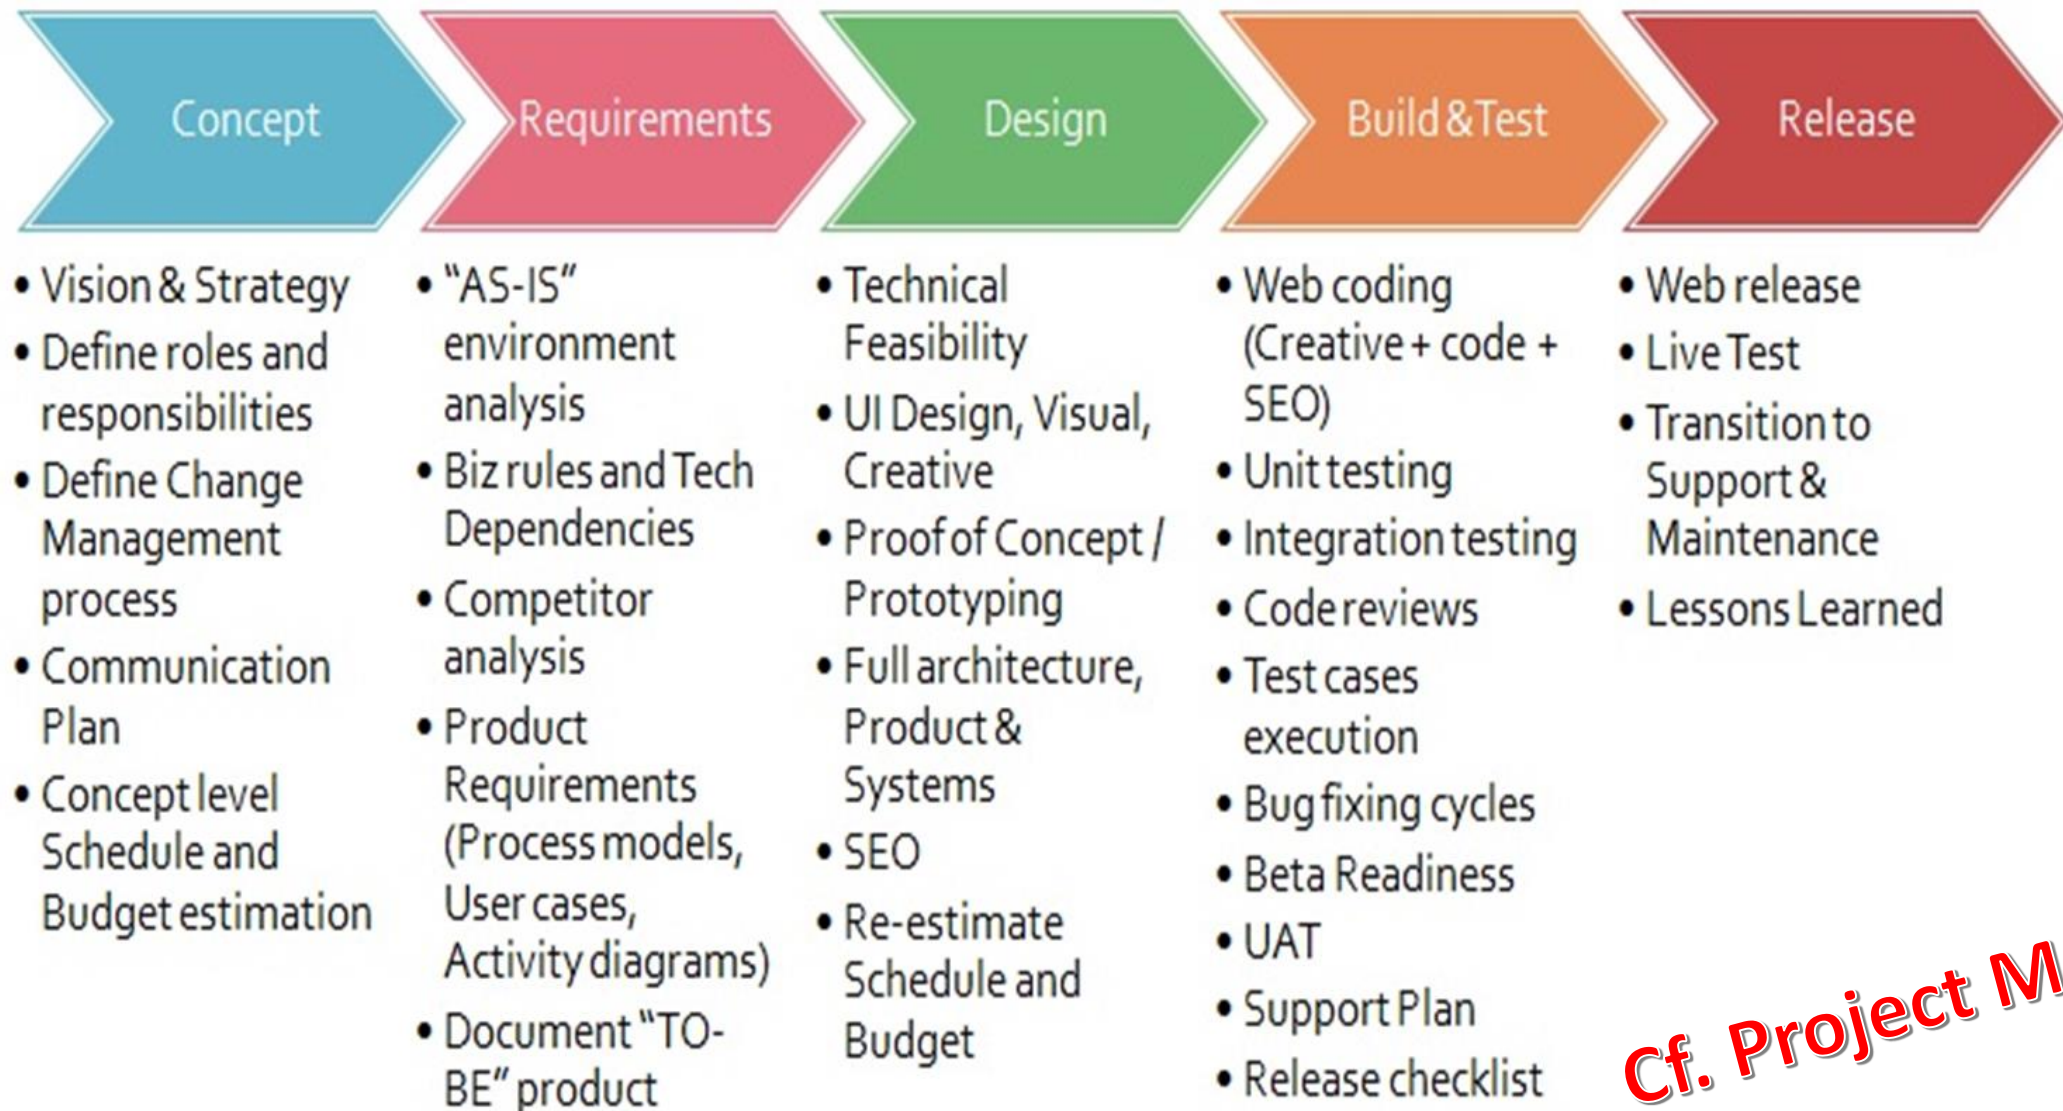 Concept
Requirements
Design
Build & Test
Release
• Vision & Strategy
• Define roles and
responsibilities
• Define Change
Management
process
• Communication
Plan
• Concept level
Schedule and
Budget estimation
• “AS-IS”
environment
analysis
• Biz rules and Tech
Dependencies
• Competitor
analysis
• Product
Requirements
(Process models,
User cases,
Activity diagrams)
• Document “TO-
BE” product
• Technical
Feasibility
• UI Design, Visual,
Creative
• Proof of Concept /
Prototyping
• Full architecture,
Product &
Systems
• SEO
• Re-estimate
Schedule and
Budget
• Web coding
(Creative + code +
SEO)
• Unit testing
• Integration testing
• Code reviews
• Test cases
execution
• Bug fixing cycles
• Beta Readiness
• UAT
• Support Plan
• Release checklist
• Web release
• Live Test
• Transition to
Support &
Maintenance
• Lessons Learned
Cf. Project M